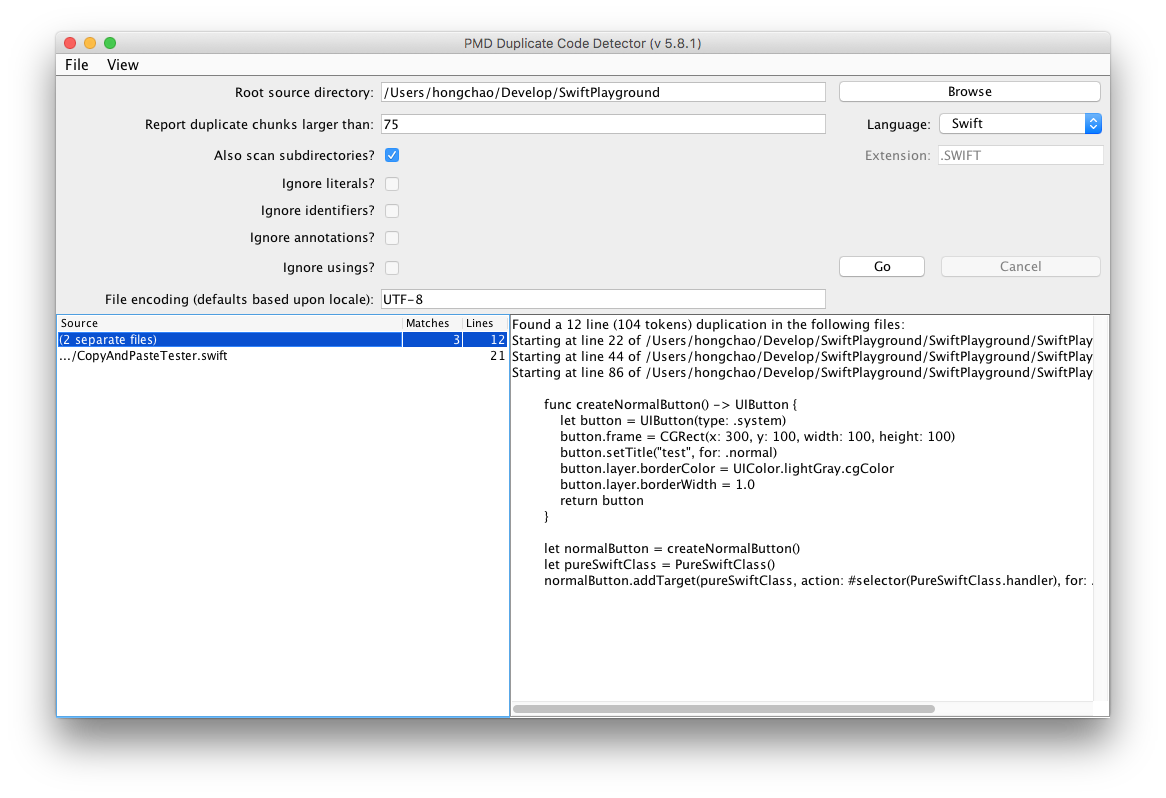 PMD Duplicate Code Detector (v 5.8.1)
File View
Root source directory: /Users/hongchao/Develop/SwiftPlayground Browse
Report duplicate chunks larger than: 75 Language: Swift
Also scan subdirectories? Extension: .SWIFT
Ignore literals?
Ignore identifiers?
Ignore annotations?
Ignore usings? Go Cancel
File encoding (defaults based upon locale): UTF-8
Source Matches Lines
(2 separate files) 3 12
.../CopyAndPasteTester.swift 21
Found a 12 line (104 tokens) duplication in the following files:
Starting at line 22 of /Users/hongchao/Develop/SwiftPlayground/SwiftPlayground/SwiftPlay
Starting at line 44 of /Users/hongchao/Develop/SwiftPlayground/SwiftPlayground/SwiftPlay
Starting at line 86 of /Users/hongchao/Develop/SwiftPlayground/SwiftPlayground/SwiftPlay
func createNormalButton() -> UIButton {
let button = UIButton(type: .system)
button.frame = CGRect(x: 300, y: 100, width: 100, height: 100)
button.setTitle("test", for: .normal)
button.layer.borderColor = UIColor.lightGray.cgColor
button.layer.borderWidth = 1.0
return button
}
let normalButton = createNormalButton()
let pureSwiftClass = PureSwiftClass()
normalButton.addTarget(pureSwiftClass, action: #selector(PureSwiftClass.handler), for: .